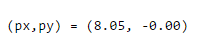 (px,py) = (8.05, -0.00)